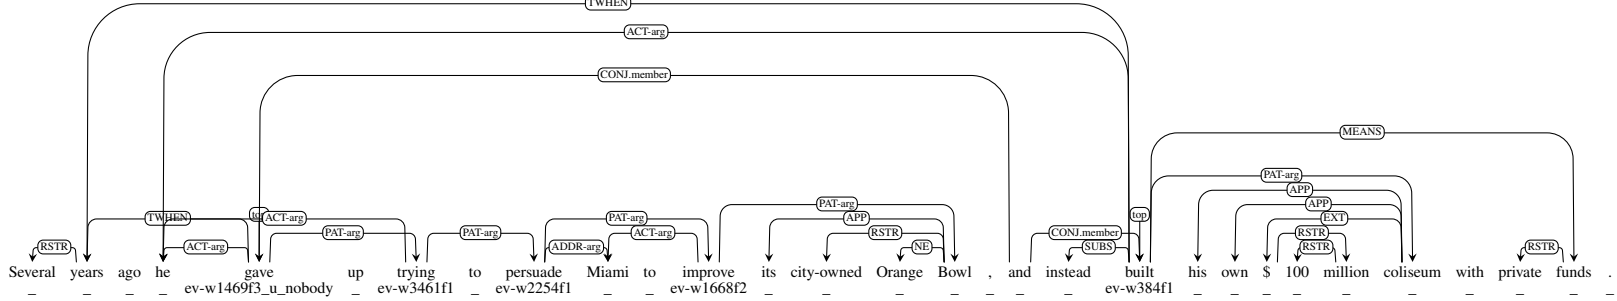 TWHEN
ACT-arg
CONJ.member
MEANS
PAT-arg
APP
PAT-arg APP
TWHEN top ACT-arg PAT-arg APP top EXT
PAT-arg PAT-arg ACT-arg RSTR CONJ.member RSTR
RSTR ACT-arg ADDR-arg NE SUBS RSTR RSTR
Several years ago he gave up trying to persuade Miami to improve its city-owned Orange Bowl , and instead built his own $ 100 million coliseum with private funds .
_ _ _ _ ev-w1469f3_u_nobody _ ev-w3461f1 _ ev-w2254f1 _ _ ev-w1668f2 _ _ _ _ _ _ _ ev-w384f1 _ _ _ _ _ _ _ _ _ _